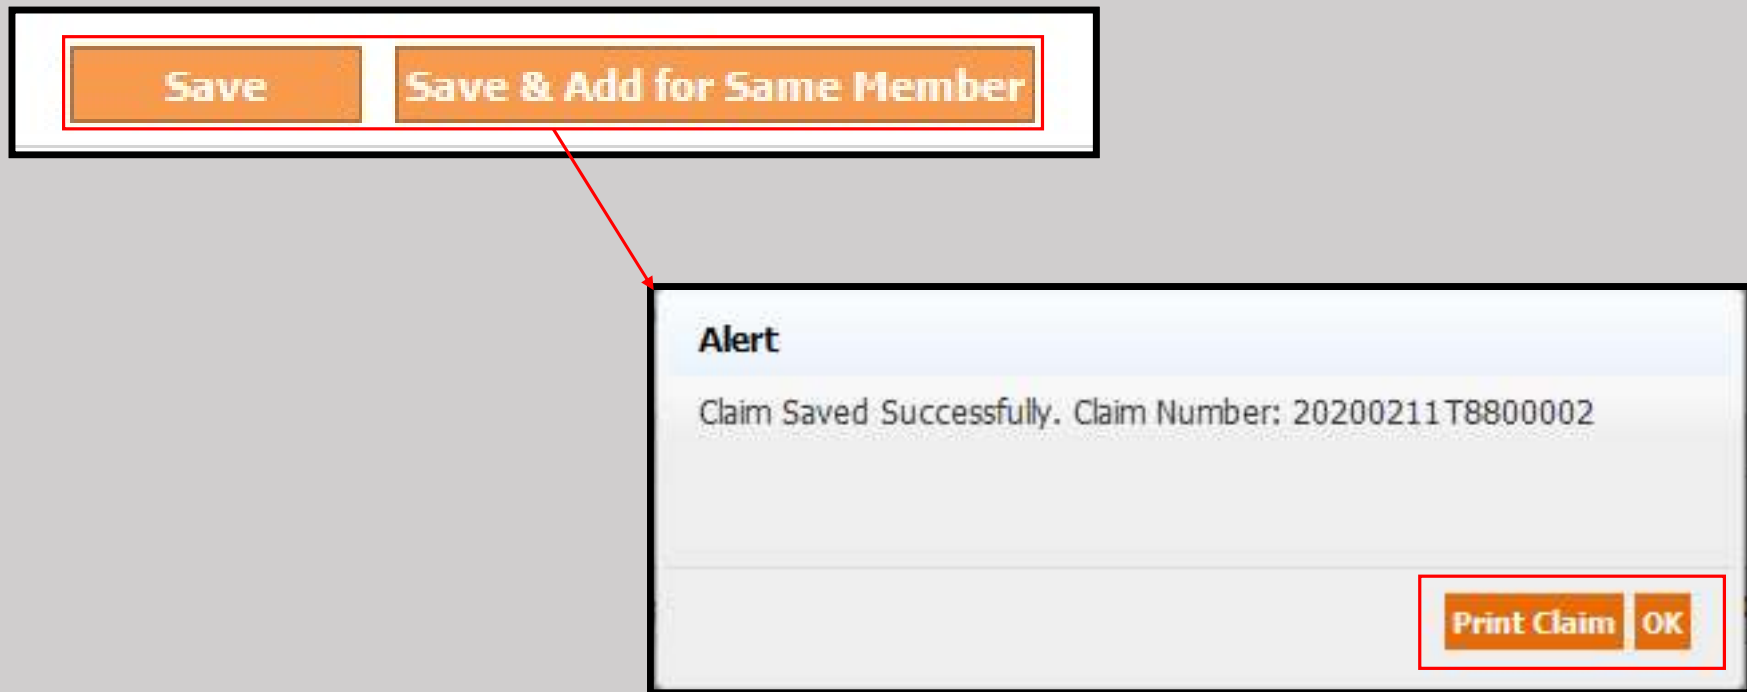 Save
Save & Add for Same Member
Alert
Claim Saved Successfully. Claim Number: 20200211T8800002
Print Claim
OK